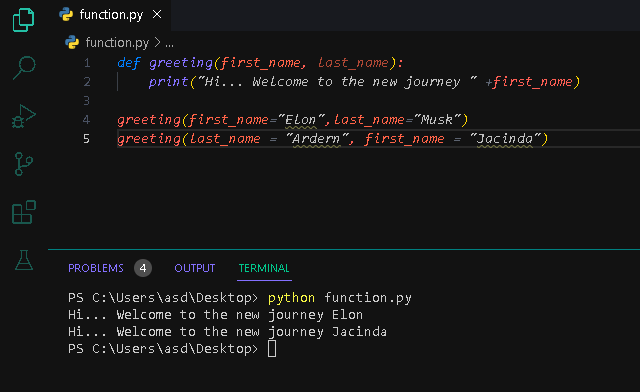 function.py
function.py > ...
1 def greeting(first_name, last_name):
2 print("Hi... Welcome to the new journey " +first_name)
3
4 greeting(first_name="Elon",last_name="Musk")
5 greeting(last_name = "Ardern", first_name = "Jacinda")
PROBLEMS 4 OUTPUT TERMINAL
PS C:\Users\asd\Desktop> python function.py
Hi... Welcome to the new journey Elon
Hi... Welcome to the new journey Jacinda
PS C:\Users\asd\Desktop>